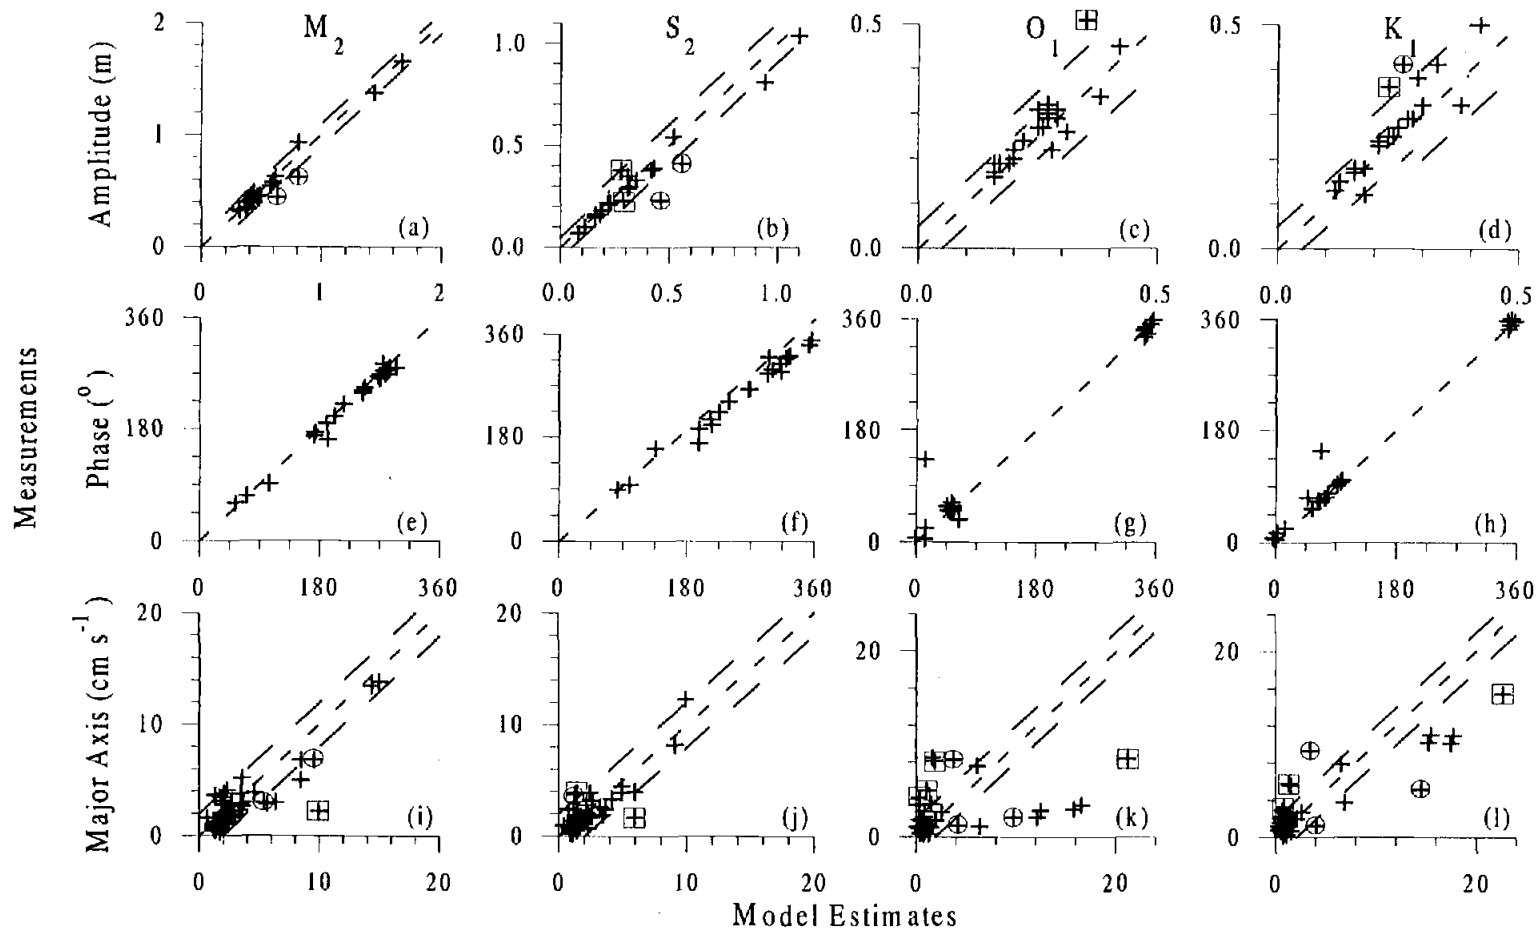 M2
S2
O1
K1
Measurements
Amplitude (m)
2
1
0
(a)
0 1 2
1.0
0.5
0.0
(b)
0.0 0.5 1.0
0.5
0.0
(c)
0.0 0.5
0.5
0.0
(d)
0.0 0.5
Phase (o)
360
180
0
(e)
0 180 360
360
180
0
(f)
0 180 360
360
180
0
(g)
0 180 360
360
180
0
(h)
0 180 360
Major Axis (cm s-1)
20
10
0
(i)
0 10 20
20
10
0
(j)
0 10 20
20
0
(k)
0 20
20
0
(l)
0 20
Model Estimates